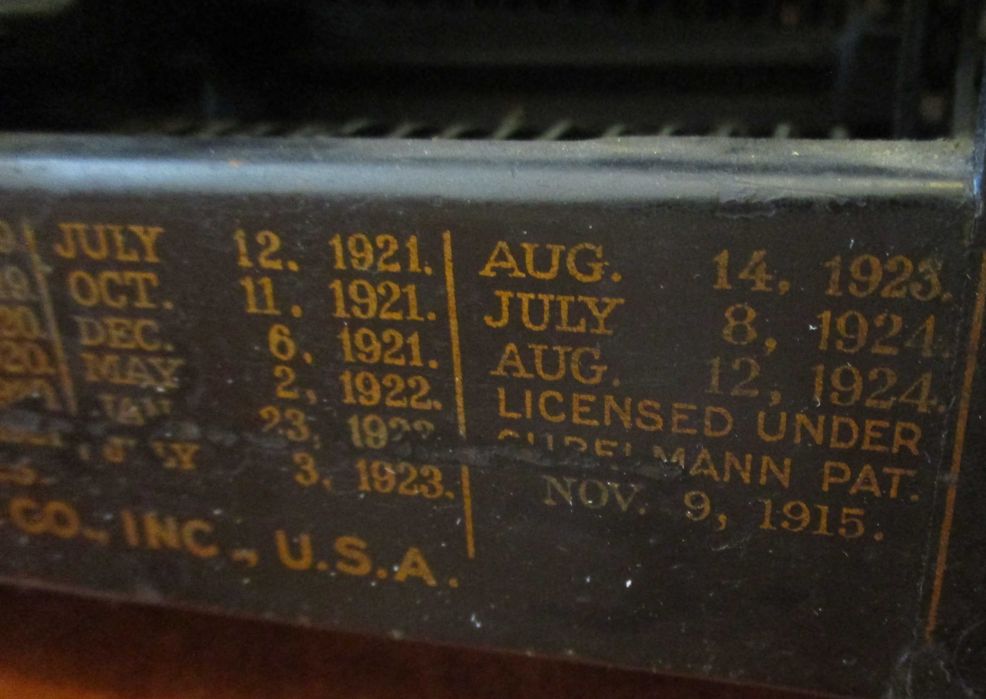 JULY 12. 1921.
OCT. 11. 1921.
DEC. 6. 1921.
MAY 2, 1922.
23,
3, 1923.
CO., INC., U.S.A.
AUG. 14, 1923.
JULY 8, 1924.
AUG. 12, 1924.
LICENSED UNDER
PAT.
NOV. 9, 1915.